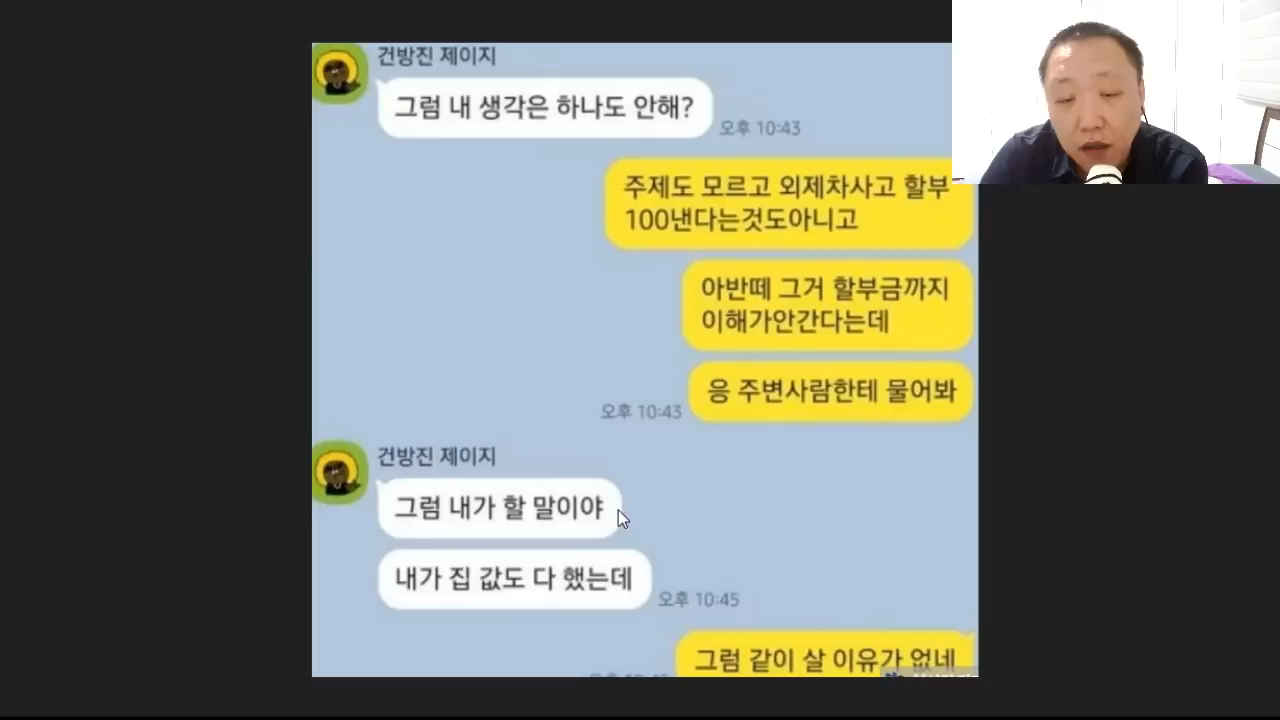 건방진 제이지
그럼 내 생각은 하나도 안해?
오후 10:43
주제도 모르고 외제차사고 할부
100낸다는것도아니고
아반떼 그거 할부금까지
이해가안간다는데
응 주변사람한테 물어봐
오후 10:43
건방진 제이지
그럼 내가 할 말이야
내가 집 값도 다 했는데
오후 10:45
그럼 같이 살 이유가 없네